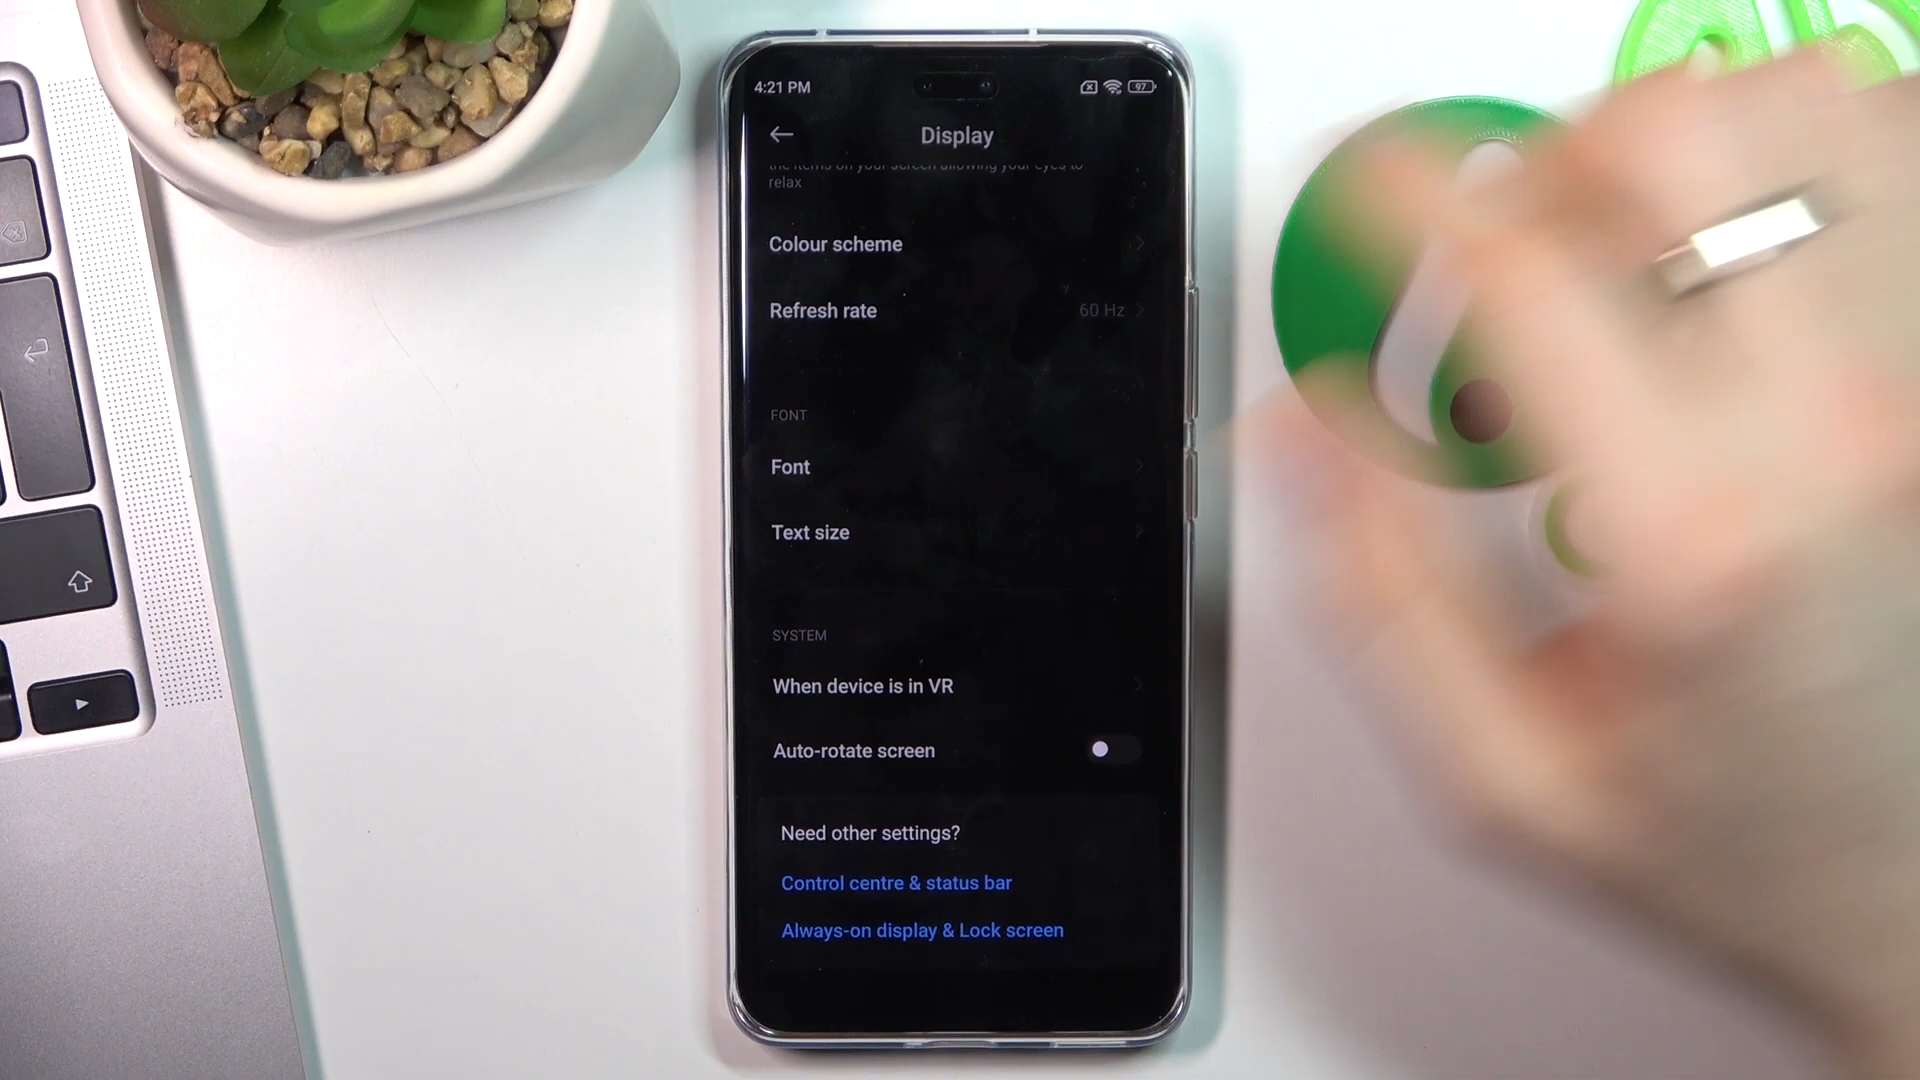 4:21 PM
97
Display
the items on your screen allowing your eyes to
relax
Colour scheme
Refresh rate
60 Hz
FONT
Font
Text size
SYSTEM
When device is in VR
Auto-rotate screen
Need other settings?
Control centre & status bar
Always-on display & Lock screen